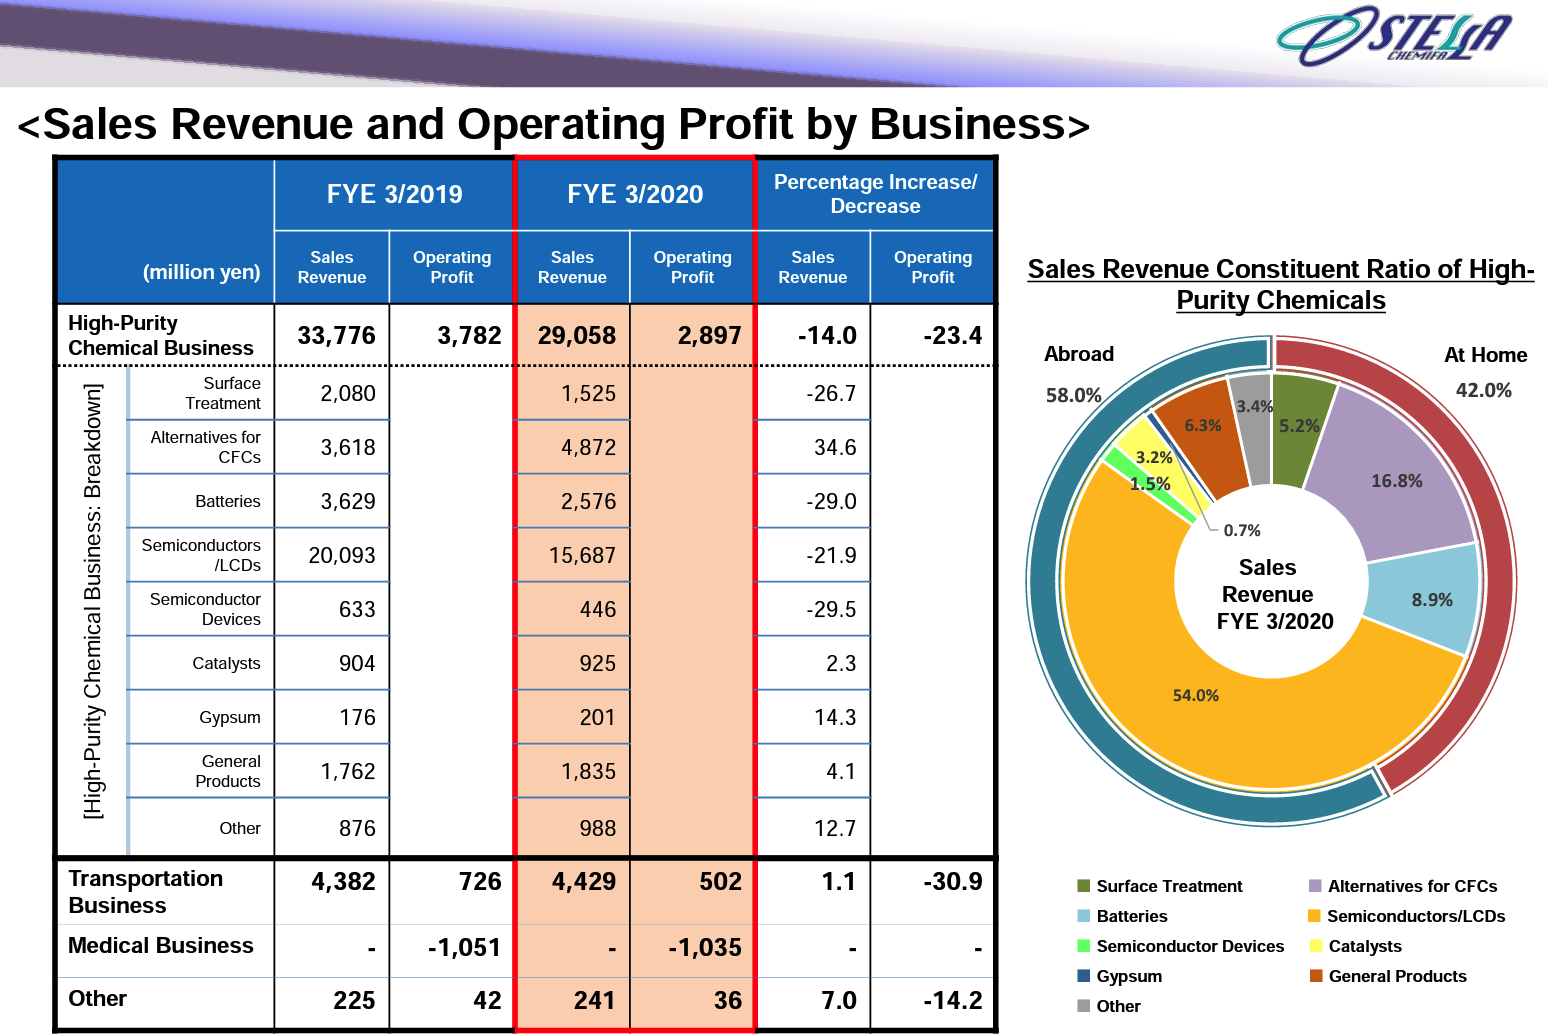 STELLA
CHEMIFA
<Sales Revenue and Operating Profit by Business>
(million yen)
FYE 3/2019
FYE 3/2020
Percentage Increase/
Decrease
Sales
Revenue
Operating
Profit
Sales
Revenue
Operating
Profit
Sales
Revenue
Operating
Profit
High-Purity
Chemical Business
33,776 3,782 29,058 2,897 -14.0 -23.4
[High-Purity Chemical Business: Breakdown]
Surface
Treatment
2,080 1,525 -26.7
Alternatives for
CFCs
3,618 4,872 34.6
Batteries 3,629 2,576 -29.0
Semiconductors
/LCDs
20,093 15,687 -21.9
Semiconductor
Devices
633 446 -29.5
Catalysts 904 925 2.3
Gypsum 176 201 14.3
General
Products
1,762 1,835 4.1
Other 876 988 12.7
Transportation
Business
4,382 726 4,429 502 1.1 -30.9
Medical Business - -1,051 - -1,035 - -
Other 225 42 241 36 7.0 -14.2
Sales Revenue Constituent Ratio of High-
Purity Chemicals
Abroad
58.0%
At Home
42.0%
5.2%
16.8%
8.9%
54.0%
1.5%
3.2%
0.7%
6.3%
3.4%
Sales
Revenue
FYE 3/2020
Surface Treatment
Alternatives for CFCs
Batteries
Semiconductors/LCDs
Semiconductor Devices
Catalysts
Gypsum
General Products
Other